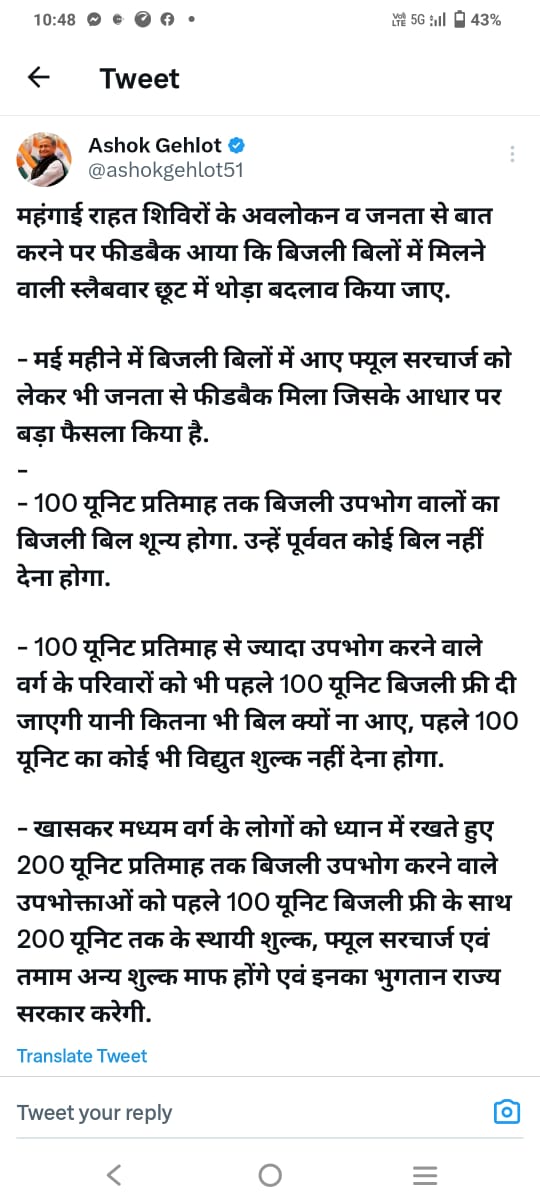 10:48
Vo) LTE 5G 43%
Tweet
Ashok Gehlot
@ashokgehlot51
महंगाई राहत शिविरों के अवलोकन व जनता से बात
करने पर फीडबैक आया कि बिजली बिलों में मिलने
वाली स्लैबवार छूट में थोड़ा बदलाव किया जाए.
- मई महीने में बिजली बिलों में आए फ्यूल सरचार्ज को
लेकर भी जनता से फीडबैक मिला जिसके आधार पर
बड़ा फैसला किया है.
-
- 100 यूनिट प्रतिमाह तक बिजली उपभोग वालों का
बिजली बिल शून्य होगा. उन्हें पूर्ववत कोई बिल नहीं
देना होगा.
- 100 यूनिट प्रतिमाह से ज्यादा उपभोग करने वाले
वर्ग के परिवारों को भी पहले 100 यूनिट बिजली फ्री दी
जाएगी यानी कितना भी बिल क्यों ना आए, पहले 100
यूनिट का कोई भी विद्युत शुल्क नहीं देना होगा.
- खासकर मध्यम वर्ग के लोगों को ध्यान में रखते हुए
200 यूनिट प्रतिमाह तक बिजली उपभोग करने वाले
उपभोक्ताओं को पहले 100 यूनिट बिजली फ्री के साथ
200 यूनिट तक के स्थायी शुल्क, फ्यूल सरचार्ज एवं
तमाम अन्य शुल्क माफ होंगे एवं इनका भुगतान राज्य
सरकार करेगी.
Translate Tweet
Tweet your reply